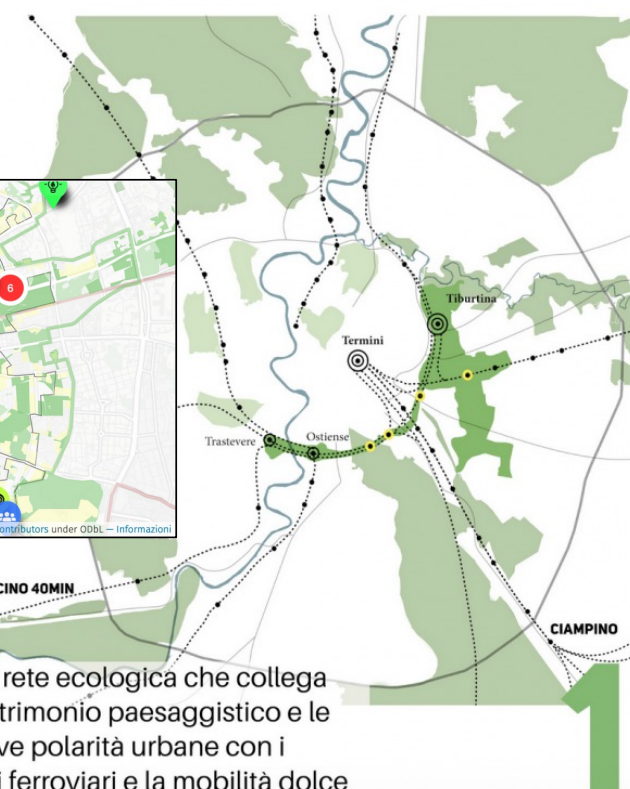 6
Tiburtina
Termini
Trastevere
Ostiense
ontributors under ODbL — Informazioni
CINO 40MIN
CIAMPINO
1
rete ecologica che collega
trimonio paesaggistico e le
ve polarità urbane con i
i ferroviari e la mobilità dolce